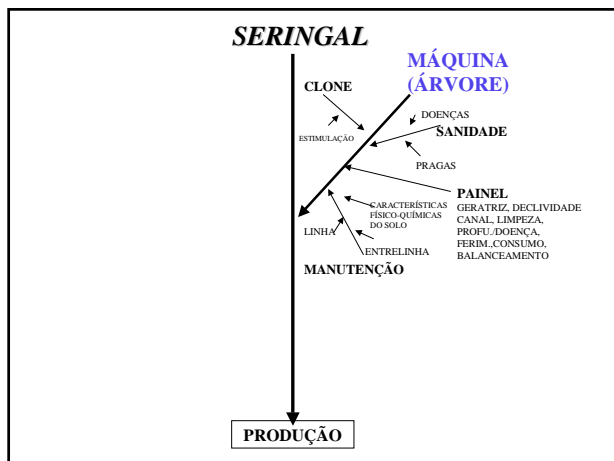 SERINGAL
MÁQUINA
(ÁRVORE)
CLONE
ESTIMULAÇÃO
DOENÇAS
SANIDADE
PRAGAS
PAINEL
GERATRIZ, DECLIVIDADE
CANAL, LIMPEZA,
PROFU./DOENÇA,
FERIM.,CONSUMO,
BALANCEAMENTO
CARACTERÍSTICAS
FÍSICO-QUÍMICAS
DO SOLO
LINHA
ENTRELINHA
MANUTENÇÃO
PRODUÇÃO